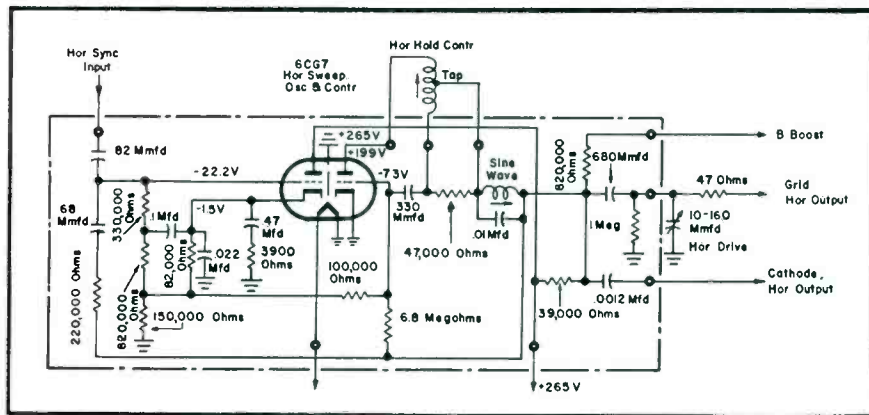 Hor Sync
Input
6CG7
Hor Sweep
Osc & Contr
Hor Hold Contr
Tap
+265V
+199V
82 Mmfd
-22.2V
-73V
Sine
Wave
820,000
Ohms
680Mmfd
B Boost
47 Ohms
Grid
Hor Output
68
Mmfd
330,000
Ohms
.1Mfd
-1.5V
47
Mfd
3900
Ohms
330
Mmfd
.01Mfd
47,000 Ohms
1 Meg
10-160
Mmfd
Hor Drive
82,000
Ohms
.022
Mfd
100,000
Ohms
220,000 Ohms
820,000
Ohms
150,000 Ohms
6.8 Megohms
39,000 Ohms
.0012 Mfd
Cathode,
Hor Output
+265V